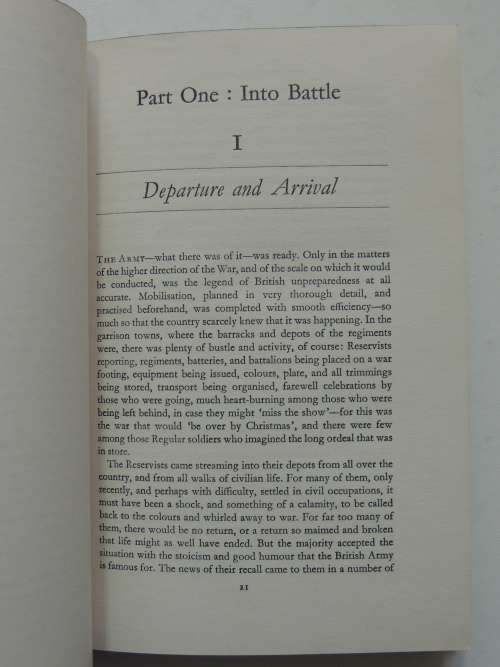 Part One : Into Battle
I
Departure and Arrival
THE ARMY—what there was of it—was ready. Only in the matters
of the higher direction of the War, and of the scale on which it would
be conducted, was the legend of British unpreparedness at all
accurate. Mobilisation, planned in very thorough detail, and
practised beforehand, was completed with smooth efficiency—so
much so that the country scarcely knew that it was happening. In the
garrison towns, where the barracks and depots of the regiments
were, there was plenty of bustle and activity, of course: Reservists
reporting, regiments, batteries, and battalions being placed on a war
footing, equipment being issued, colours, plate, and all trimmings
being stored, transport being organised, farewell celebrations by
those who were going, much heart-burning among those who were
being left behind, in case they might 'miss the show'—for this was
the war that would 'be over by Christmas', and there were few
among those Regular soldiers who imagined the long ordeal that was
in store.
The Reservists came streaming into their depots from all over the
country, and from all walks of civilian life. For many of them, only
recently, and perhaps with difficulty, settled in civil occupations, it
must have been a shock, and something of a calamity, to be called
back to the colours and whirled away to war. For far too many of
them, there would be no return, or a return so maimed and broken
that life might as well have ended. But the majority accepted the
situation with the stoicism and good humour that the British Army
is famous for. The news of their recall came to them in a number of
21